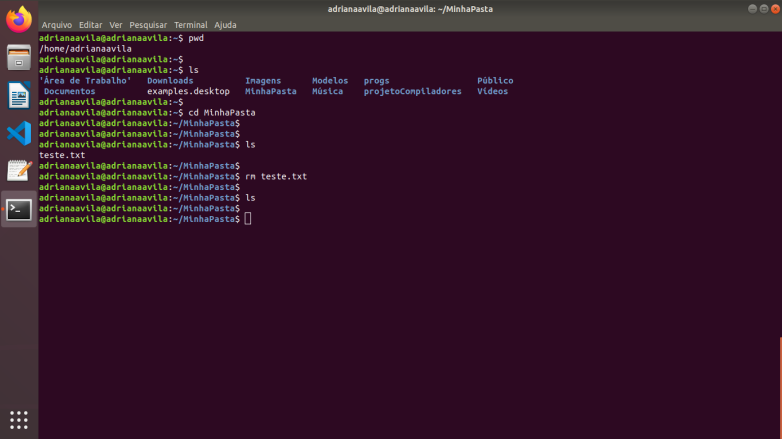 adrianaavila@adrianaavila: ~/MinhaPasta
Arquivo Editar Ver Pesquisar Terminal Ajuda
adrianaavila@adrianaavila:~$ pwd
/home/adrianaavila
adrianaavila@adrianaavila:~$
adrianaavila@adrianaavila:~$ ls
'Área de Trabalho' Downloads Imagens Modelos progs Público
Documentos examples.desktop MinhaPasta Música projetoCompiladores Vídeos
adrianaavila@adrianaavila:~$
adrianaavila@adrianaavila:~$ cd MinhaPasta
adrianaavila@adrianaavila:~/MinhaPasta$
adrianaavila@adrianaavila:~/MinhaPasta$
adrianaavila@adrianaavila:~/MinhaPasta$ ls
teste.txt
adrianaavila@adrianaavila:~/MinhaPasta$
adrianaavila@adrianaavila:~/MinhaPasta$ rm teste.txt
adrianaavila@adrianaavila:~/MinhaPasta$
adrianaavila@adrianaavila:~/MinhaPasta$ ls
adrianaavila@adrianaavila:~/MinhaPasta$
adrianaavila@adrianaavila:~/MinhaPasta$